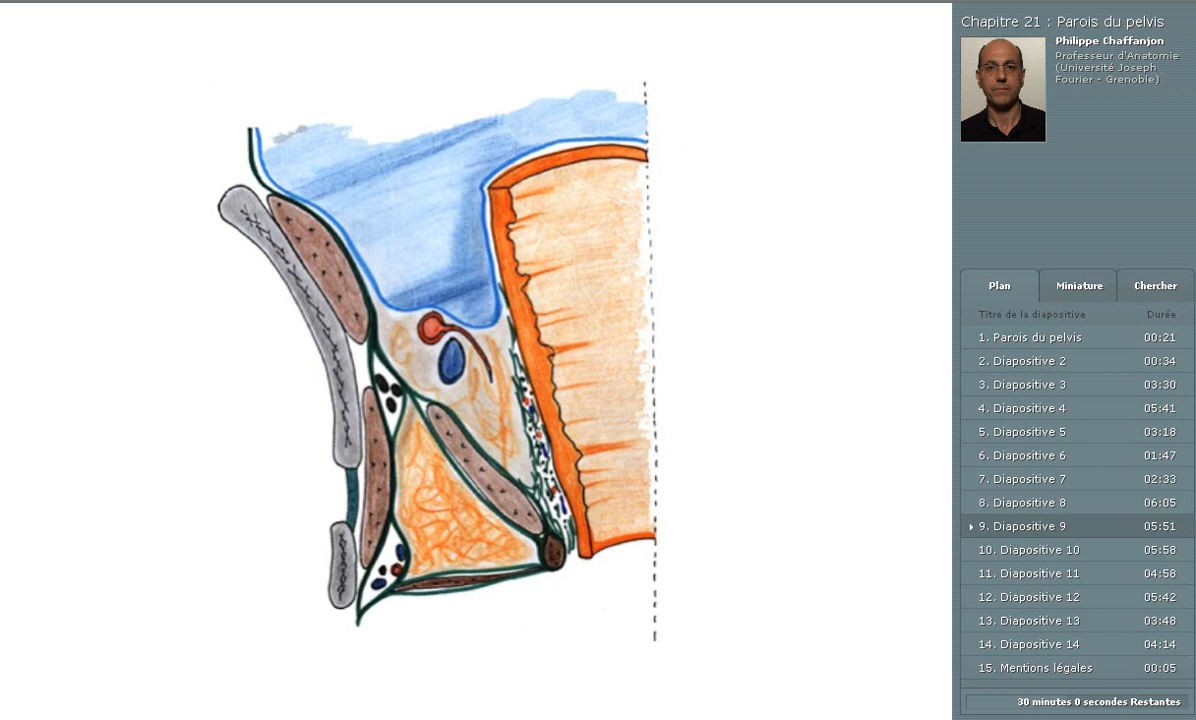 Chapitre 21 : Parois du pelvis
Philippe Chaffanjon
Professeur d'Anatomie
(Université Joseph
Fourier - Grenoble)
Plan Miniature Chercher
Titre de la diapositive Durée
1. Parois du pelvis 00:21
2. Diapositive 2 00:34
3. Diapositive 3 03:30
4. Diapositive 4 05:41
5. Diapositive 5 03:18
6. Diapositive 6 01:47
7. Diapositive 7 02:33
8. Diapositive 8 06:05
9. Diapositive 9 05:51
10. Diapositive 10 05:58
11. Diapositive 11 04:58
12. Diapositive 12 05:42
13. Diapositive 13 03:48
14. Diapositive 14 04:14
15. Mentions légales 00:05
30 minutes 0 secondes Restantes